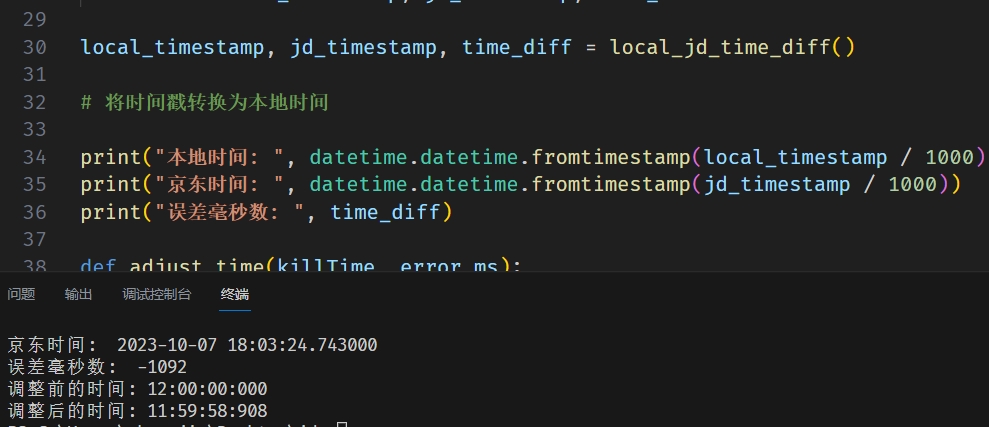 29
30 local_timestamp, jd_timestamp, time_diff = local_jd_time_diff()
31
32 # 将时间戳转换为本地时间
33
34 print("本地时间: ", datetime.datetime.fromtimestamp(local_timestamp / 1000)
35 print("京东时间: ", datetime.datetime.fromtimestamp(jd_timestamp / 1000))
36 print("误差毫秒数: ", time_diff)
37
38 def adjust_time(killTime, error_ms):
问题 输出 调试控制台 终端
京东时间: 2023-10-07 18:03:24.743000
误差毫秒数: -1092
调整前的时间: 12:00:00:000
调整后的时间: 11:59:58:908